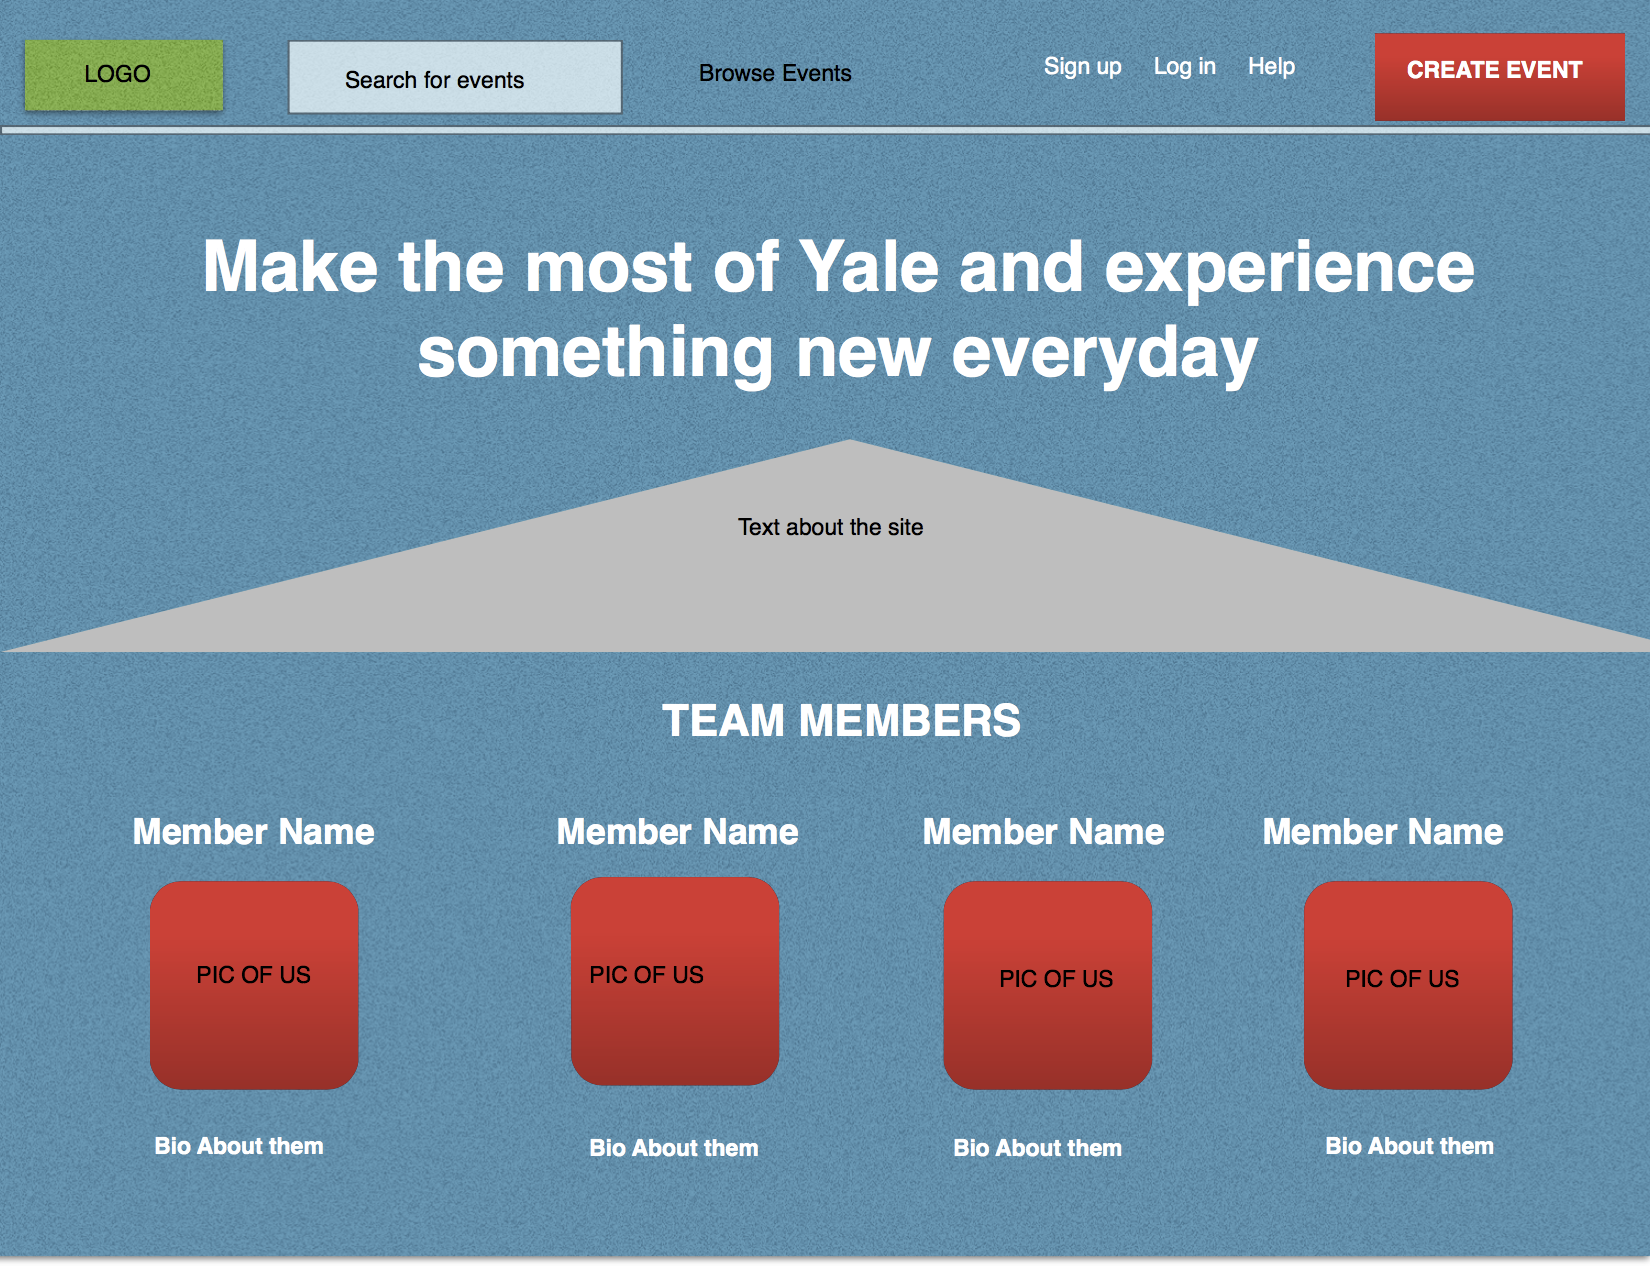 LOGO
Search for events
Browse Events
Sign up
Log in
Help
CREATE EVENT
Make the most of Yale and experience
something new everyday
Text about the site
TEAM MEMBERS
Member Name
Member Name
Member Name
Member Name
PIC OF US
PIC OF US
PIC OF US
PIC OF US
Bio About them
Bio About them
Bio About them
Bio About them